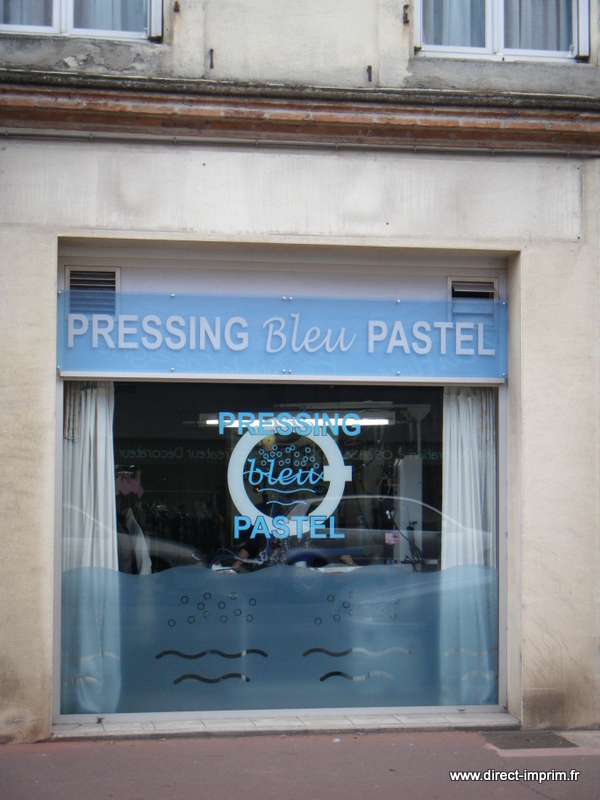 PRESSING Bleu PASTEL
PRESSING
bleu
PASTEL
www.direct-imprim.fr